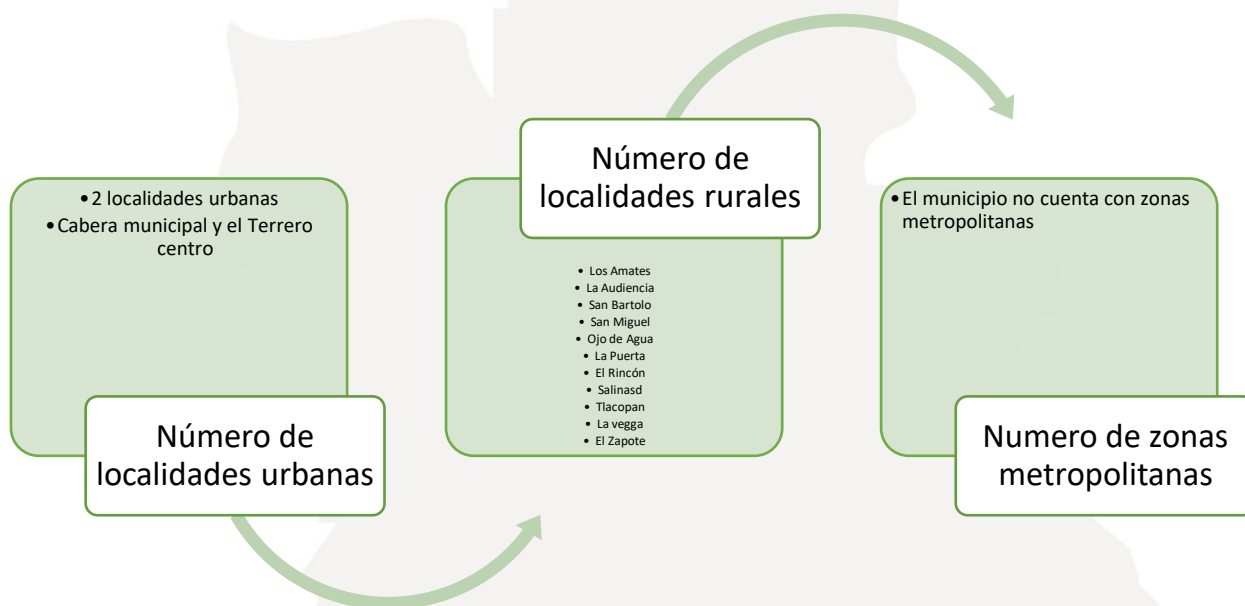 • 2 localidades urbanas
• Cabera municipal y el Terrero
centro
Número de
localidades urbanas
Número de
localidades rurales
• Los Amates
• La Audiencia
• San Bartolo
• San Miguel
• Ojo de Agua
• La Puerta
• El Rincón
• Salinasd
• Tlacopan
• La vegga
• El Zapote
• El municipio no cuenta con zonas
metropolitanas
Numero de zonas
metropolitanas